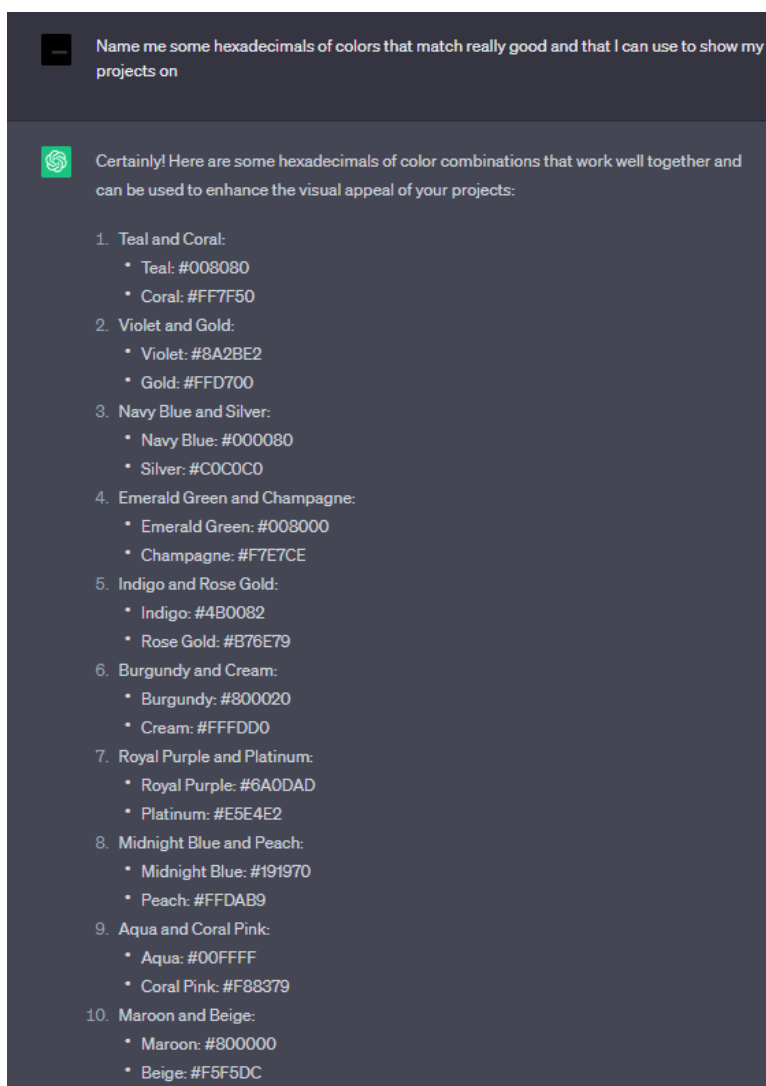 Name me some hexadecimals of colors that match really good and that I can use to show my
projects on
Certainly! Here are some hexadecimals of color combinations that work well together and
can be used to enhance the visual appeal of your projects:
1. Teal and Coral:
• Teal: #008080
• Coral: #FF7F50
2. Violet and Gold:
• Violet: #8A2BE2
• Gold: #FFD700
3. Navy Blue and Silver:
• Navy Blue: #000080
• Silver: #C0C0C0
4. Emerald Green and Champagne:
• Emerald Green: #008000
• Champagne: #F7E7CE
5. Indigo and Rose Gold:
• Indigo: #4B0082
• Rose Gold: #B76E79
6. Burgundy and Cream:
• Burgundy: #800020
• Cream: #FFFDD0
7. Royal Purple and Platinum:
• Royal Purple: #6A0DAD
• Platinum: #E5E4E2
8. Midnight Blue and Peach:
• Midnight Blue: #191970
• Peach: #FFDAB9
9. Aqua and Coral Pink:
• Aqua: #00FFFF
• Coral Pink: #F88379
10. Maroon and Beige:
• Maroon: #800000
• Beige: #F5F5DC